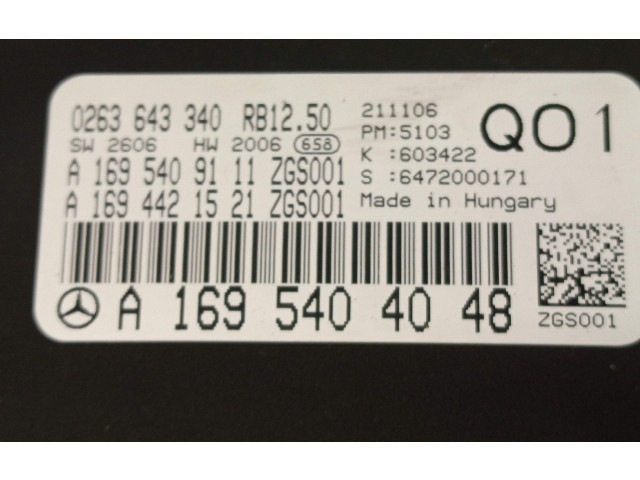 0263 643 340 RB12.50
SW 2606 HW 2006 658
A 169 540 91 11 ZGS001
A 169 442 15 21 ZGS001
211106
PM:5103
K :603422
S :6472000171
Made in Hungary
Q01
A 169 540 40 48
ZGS001